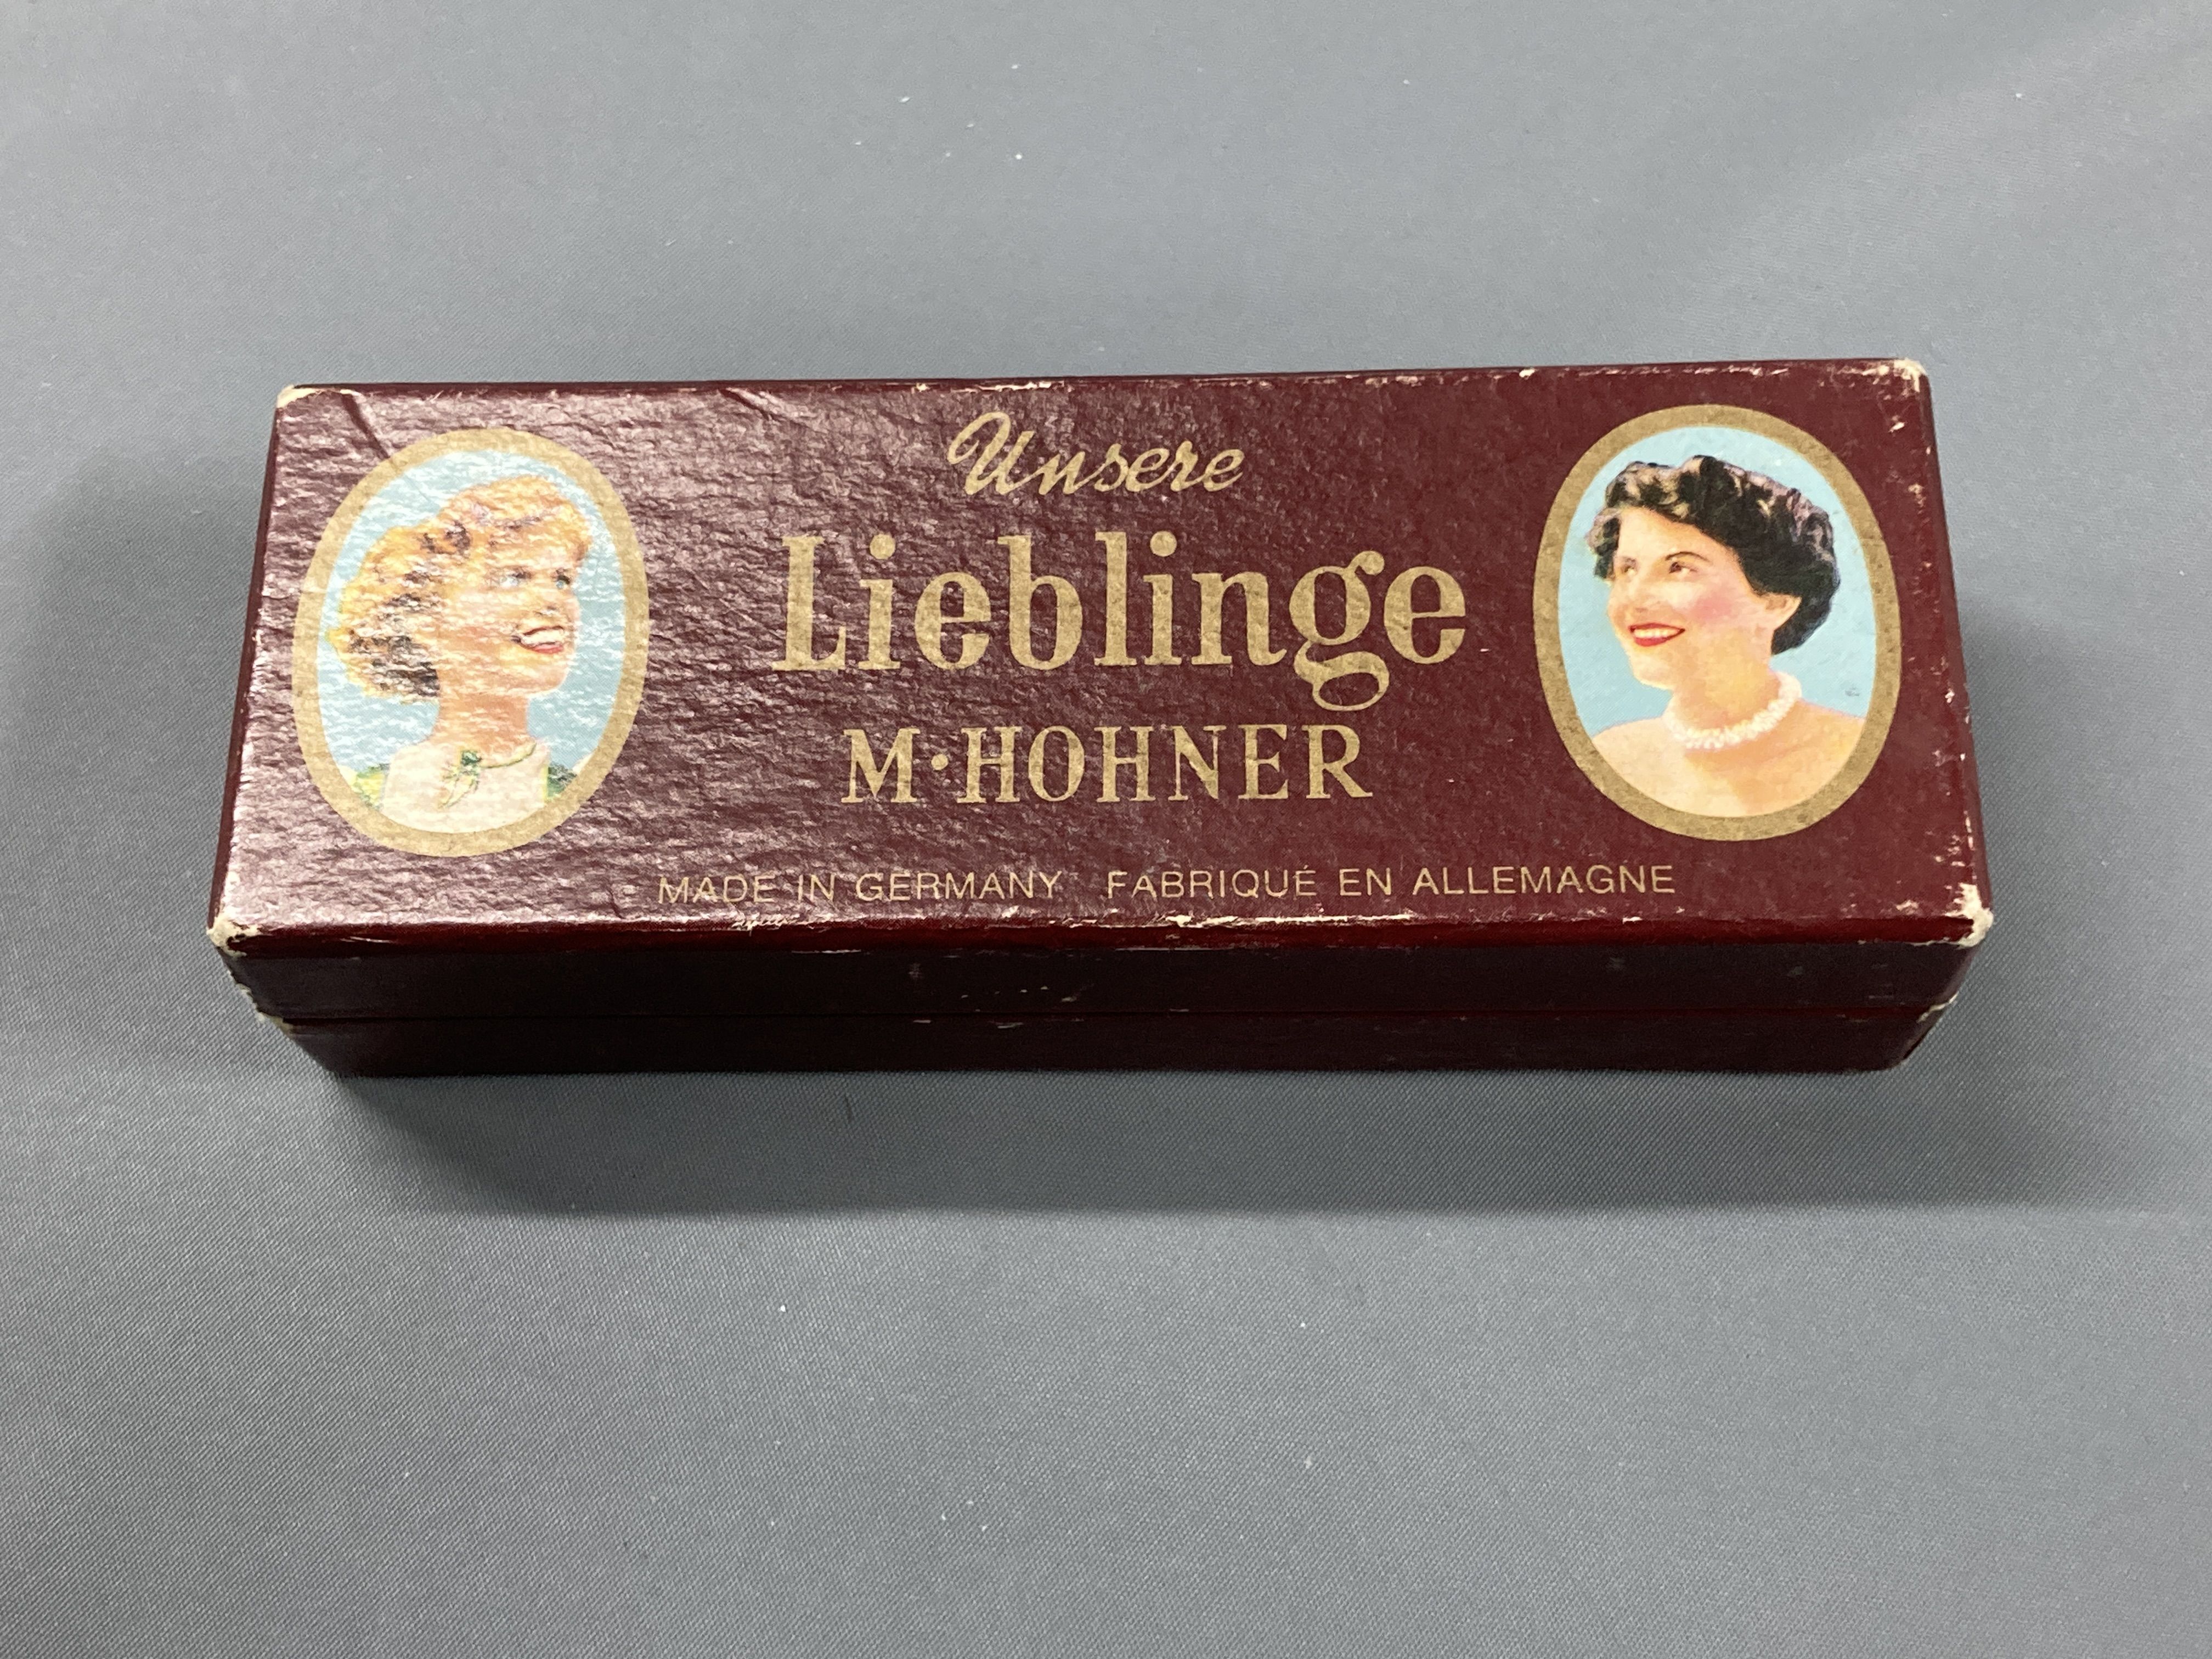 Unsere
Lieblinge
M·HOHNER
MADE IN GERMANY FABRIQUÉ EN ALLEMAGNE